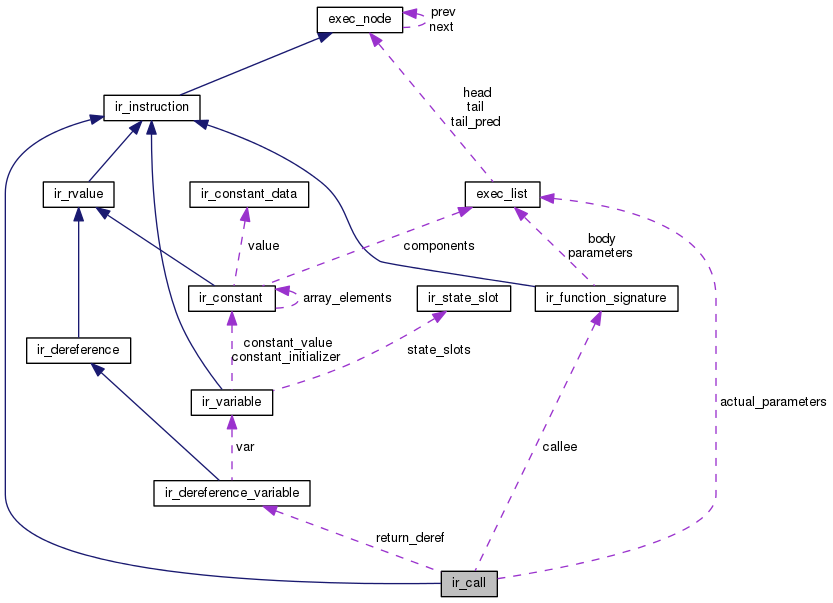 exec_node
prev
next
head
tail
tail_pred
ir_instruction
ir_rvalue
ir_constant_data
exec_list
value
components
body
parameters
ir_constant
array_elements
ir_state_slot
ir_function_signature
ir_dereference
constant_value
constant_initializer
state_slots
ir_variable
actual_parameters
var
callee
ir_dereference_variable
return_deref
ir_call